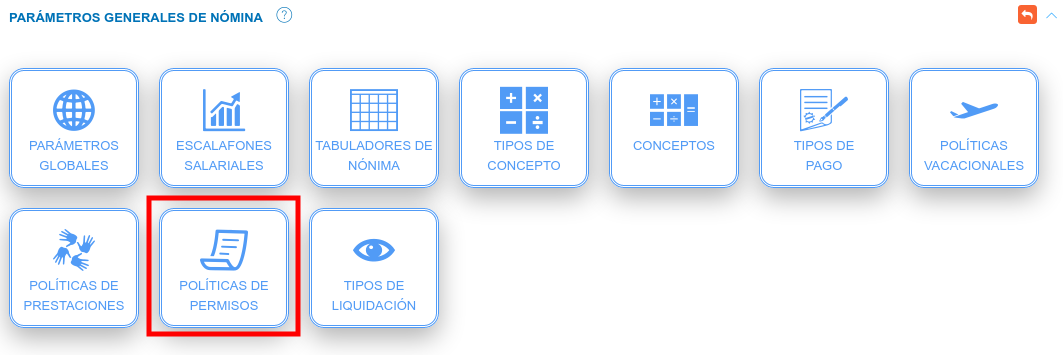 PARÁMETROS GENERALES DE NÓMINA ?
PARÁMETROS
GLOBALES
ESCALAFONES
SALARIALES
TABULADORES DE
NÓNIMA
TIPOS DE
CONCEPTO
CONCEPTOS
TIPOS DE
PAGO
POLÍTICAS
VACACIONALES
POLÍTICAS DE
PRESTACIONES
POLÍTICAS DE
PERMISOS
TIPOS DE
LIQUIDACIÓN